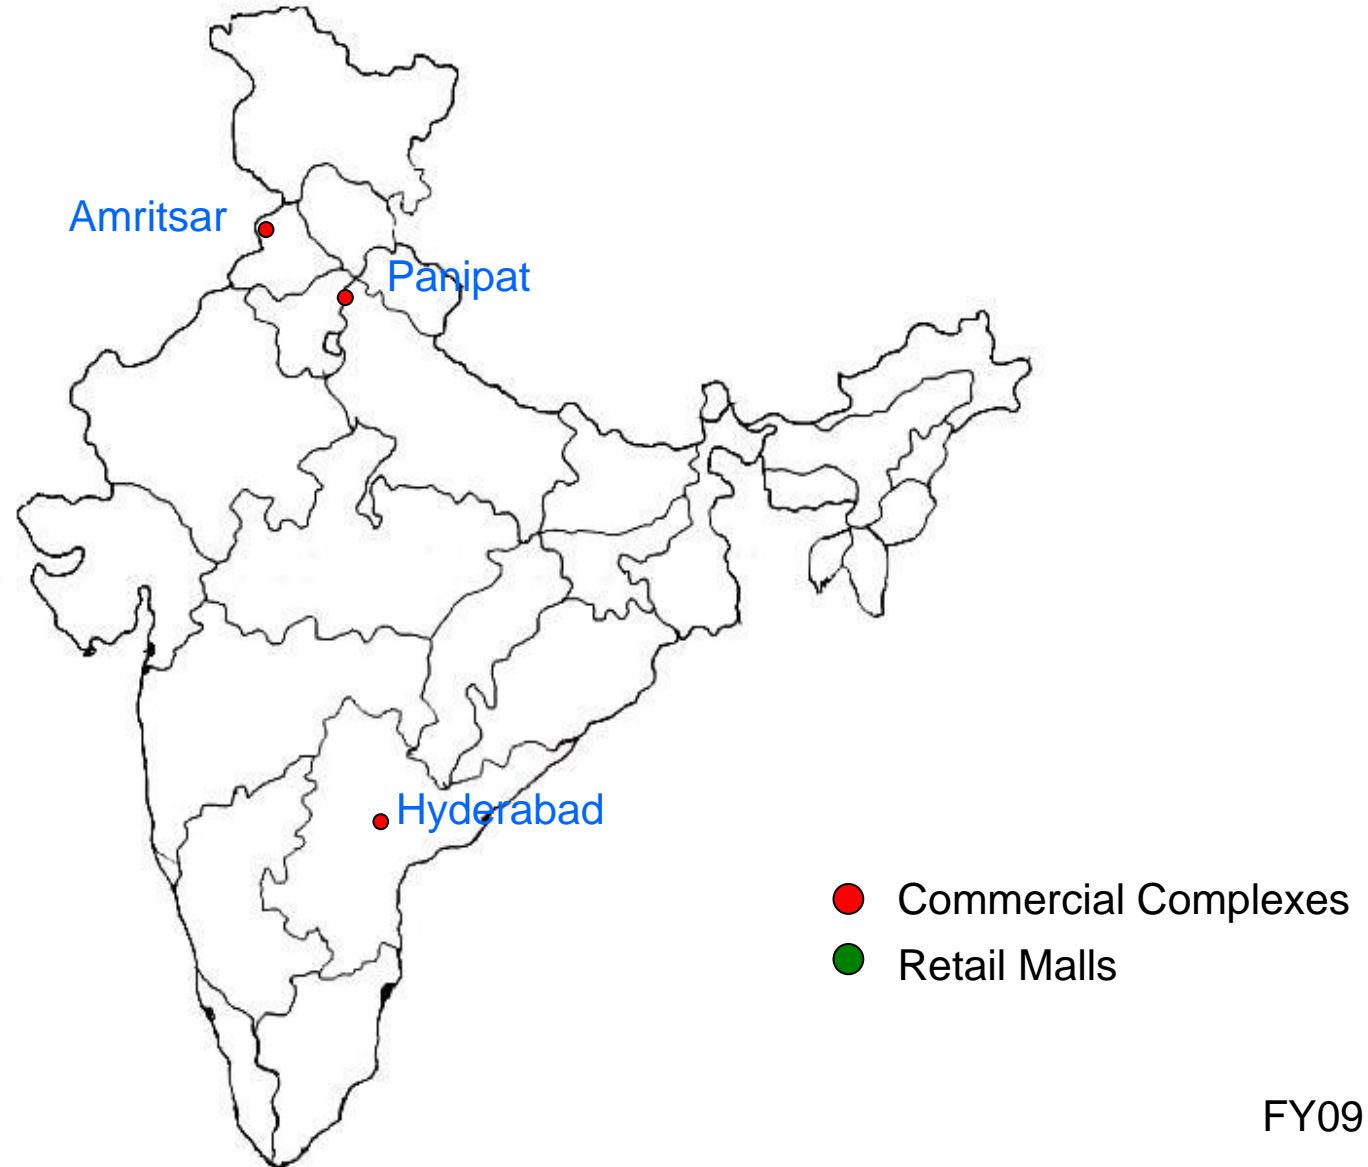 Amritsar
Panipat
Hyderabad
Commercial Complexes
Retail Malls
FY09